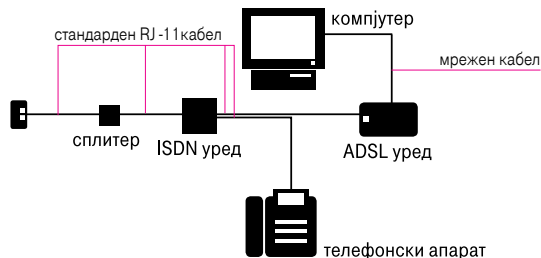 компјутер
стандарден RJ-11кабел
мрежен кабел
сплитер
ISDN уред
ADSL уред
телефонски апарат